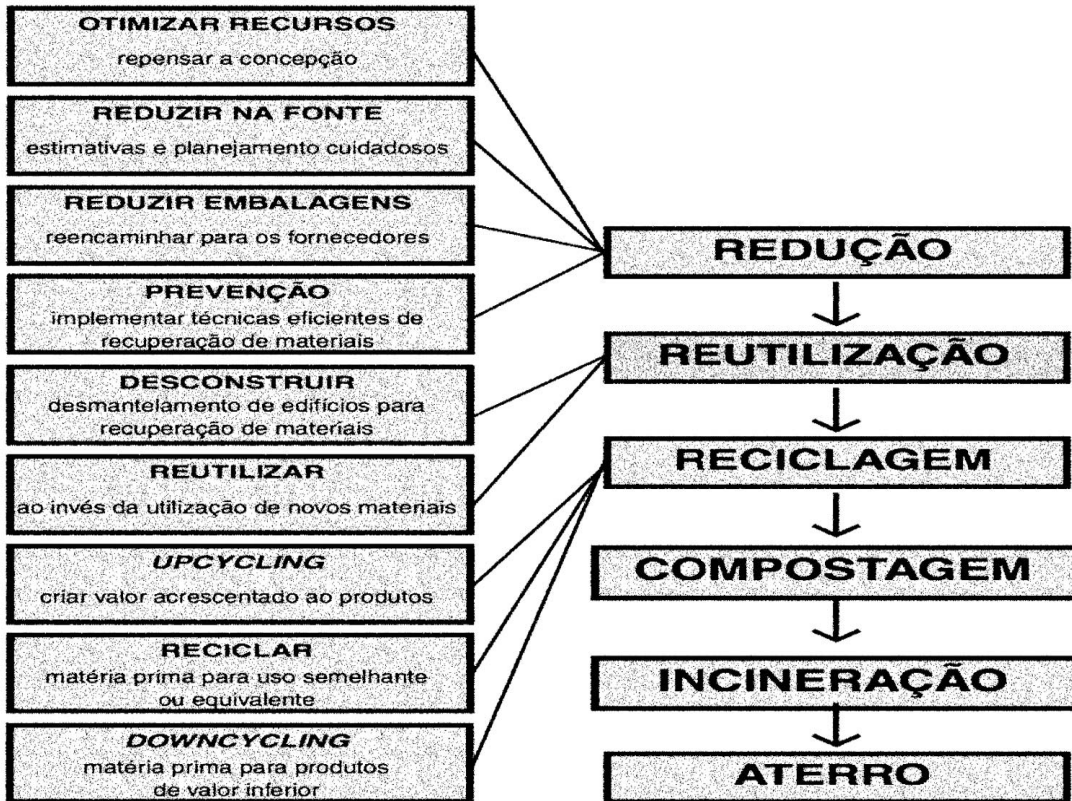 OTIMIZAR RECURSOS
repensar a concepção
REDUZIR NA FONTE
estimativas e planejamento cuidadosos
REDUZIR EMBALAGENS
reencaminhar para os fornecedores
PREVENÇÃO
implementar técnicas eficientes de
recuperação de materiais
DESCONSTRUIR
desmantelamento de edifícios para
recuperação de materiais
REUTILIZAR
ao invés da utilização de novos materiais
UPCYCLING
criar valor acrescentado ao produtos
RECICLAR
matéria prima para uso semelhante
ou equivalente
DOWNCYCLING
matéria prima para produtos
de valor inferior
REDUÇÃO
REUTILIZAÇÃO
RECICLAGEM
COMPOSTAGEM
INCINERAÇÃO
ATERRO